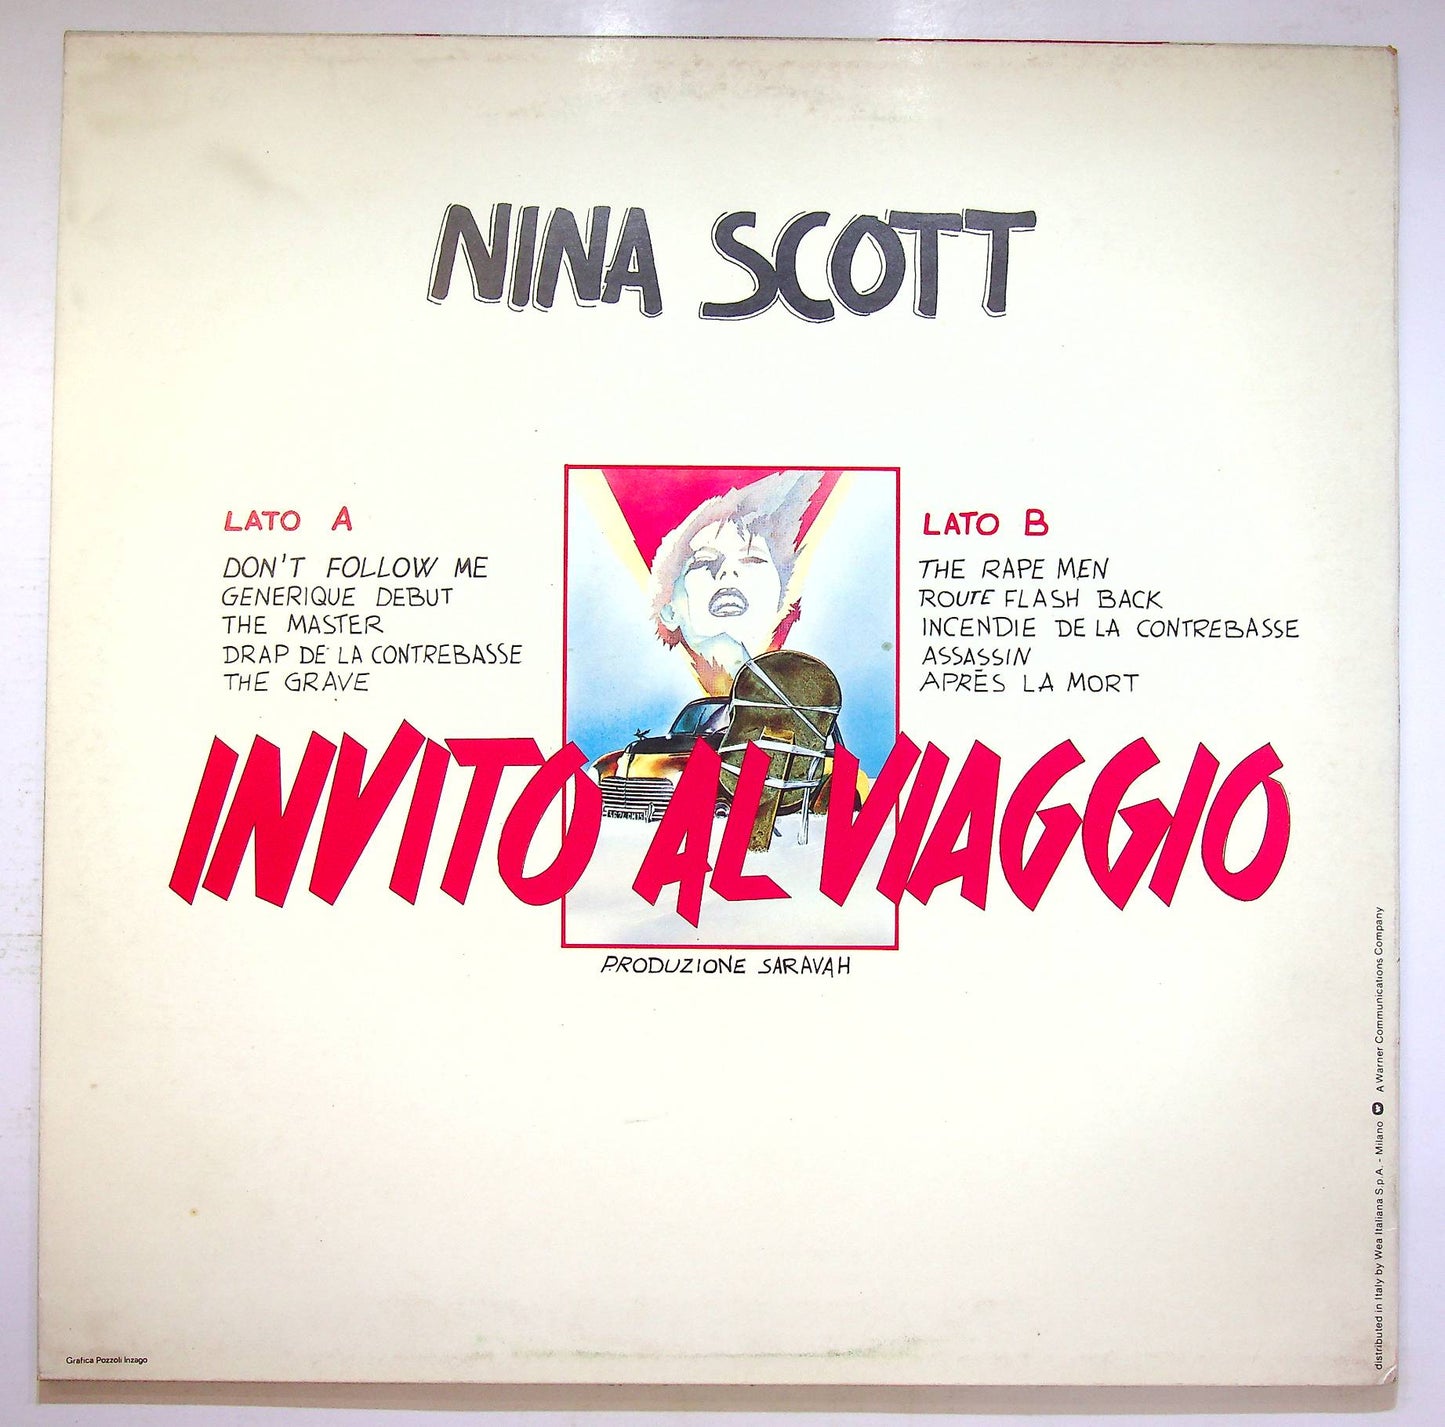 NINA SCOTT
LATO A
DON'T FOLLOW ME
GENERIQUE DEBUT
THE MASTER
DRAP DE LA CONTREBASSE
THE GRAVE
LATO B
THE RAPE MEN
ROUTE FLASH BACK
INCENDIE DE LA CONTREBASSE
ASSASSIN
APRÈS LA MORT
INVITO AL VIAGGIO
PRODUZIONE SARAVAH
distributed in Italy by Wea Italiana S.p.A. - Milano A Warner Communications Company
Grafica Pozzoli Inzago